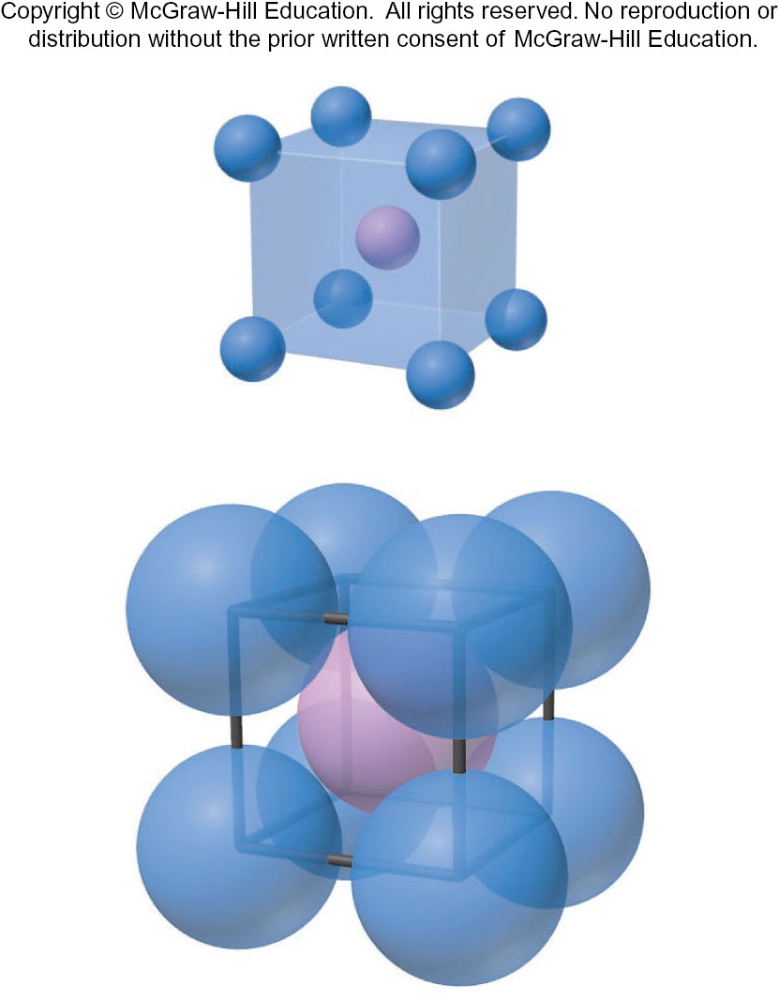 Copyright © McGraw-Hill Education. All rights reserved. No reproduction or
distribution without the prior written consent of McGraw-Hill Education.